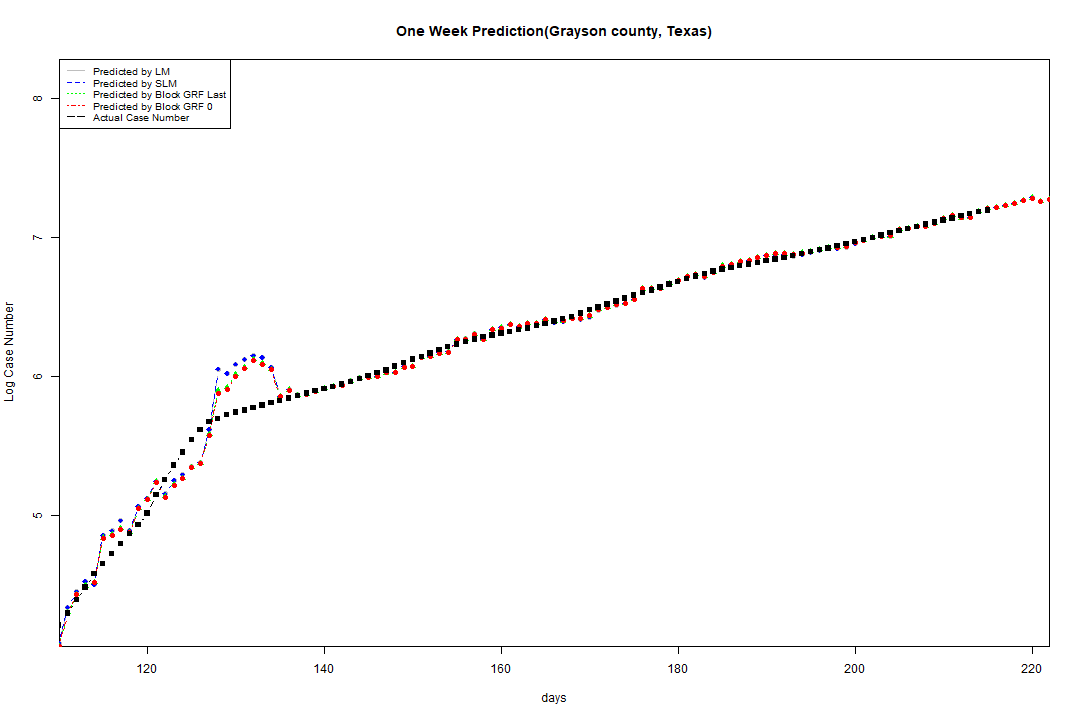 One Week Prediction(Grayson county, Texas)
Predicted by LM
Predicted by SLM
Predicted by Block GRF Last
Predicted by Block GRF 0
Actual Case Number
8
7
6
5
Log Case Number
120 140 160 180 200 220
days